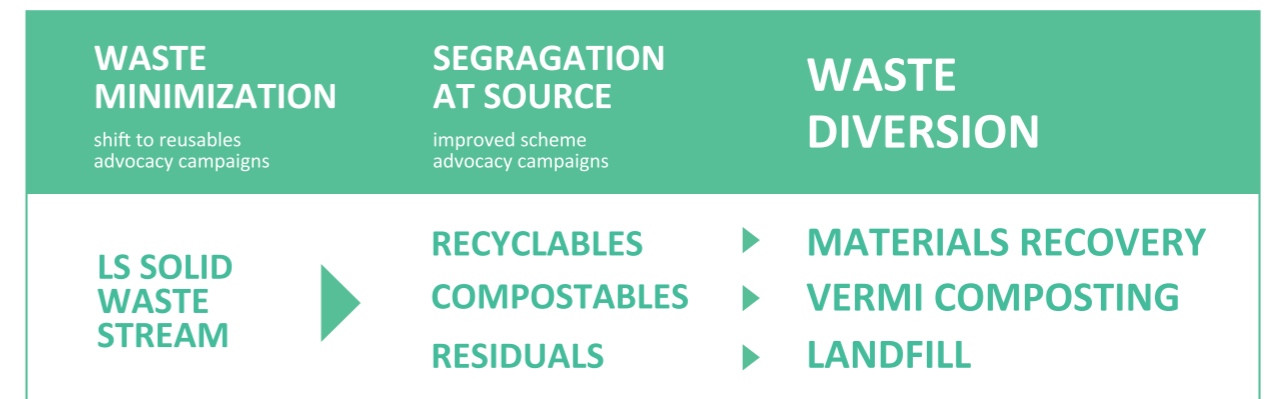 WASTE
MINIMIZATION
shift to reusables
advocacy campaigns
SEGRAGATION
AT SOURCE
improved scheme
advocacy campaigns
WASTE
DIVERSION
LS SOLID
WASTE
STREAM
RECYCLABLES
MATERIALS RECOVERY
COMPOSTABLES
VERMI COMPOSTING
RESIDUALS
LANDFILL